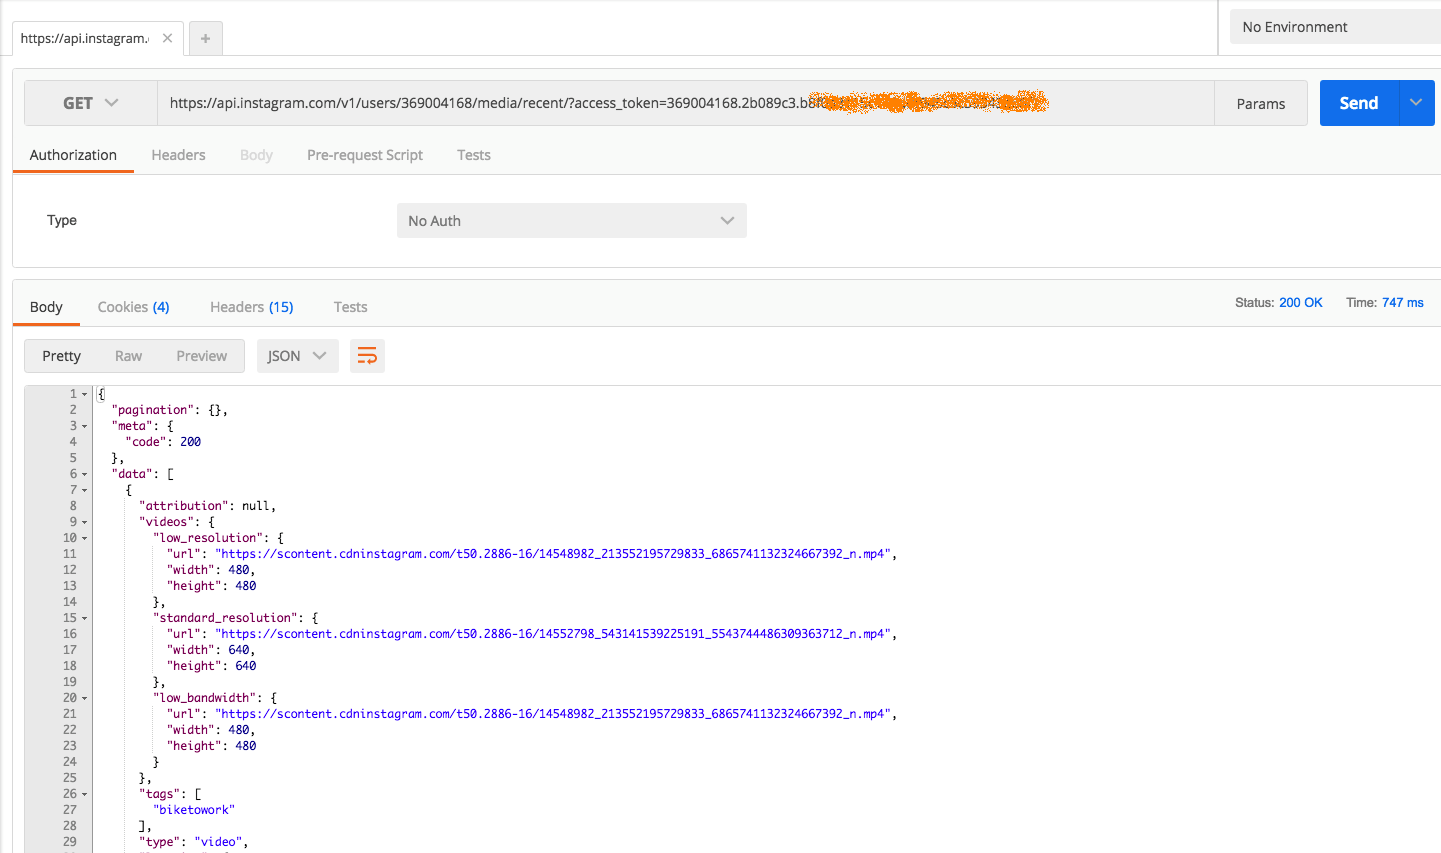 https://api.instagram.
No Environment
GET
https://api.instagram.com/v1/users/369004168/media/recent/?access_token=369004168.2b089c3.
Params
Send
Authorization Headers Body Pre-request Script Tests
Type No Auth
Body Cookies (4) Headers (15) Tests Status: 200 OK Time: 747 ms
Pretty Raw Preview JSON
1 {
2 "pagination": {},
3 "meta": {
4 "code": 200
5 },
6 "data": [
7 {
8 "attribution": null,
9 "videos": {
10 "low_resolution": {
11 "url": "https://scontent.cdninstagram.com/t50.2886-16/14548982_213552195729833_6865741132324667392_n.mp4",
12 "width": 480,
13 "height": 480
14 },
15 "standard_resolution": {
16 "url": "https://scontent.cdninstagram.com/t50.2886-16/14552798_543141539225191_5543744486309363712_n.mp4",
17 "width": 640,
18 "height": 640
19 },
20 "low_bandwidth": {
21 "url": "https://scontent.cdninstagram.com/t50.2886-16/14548982_213552195729833_6865741132324667392_n.mp4",
22 "width": 480,
23 "height": 480
24 }
25 },
26 "tags": [
27 "biketowork"
28 ],
29 "type": "video",